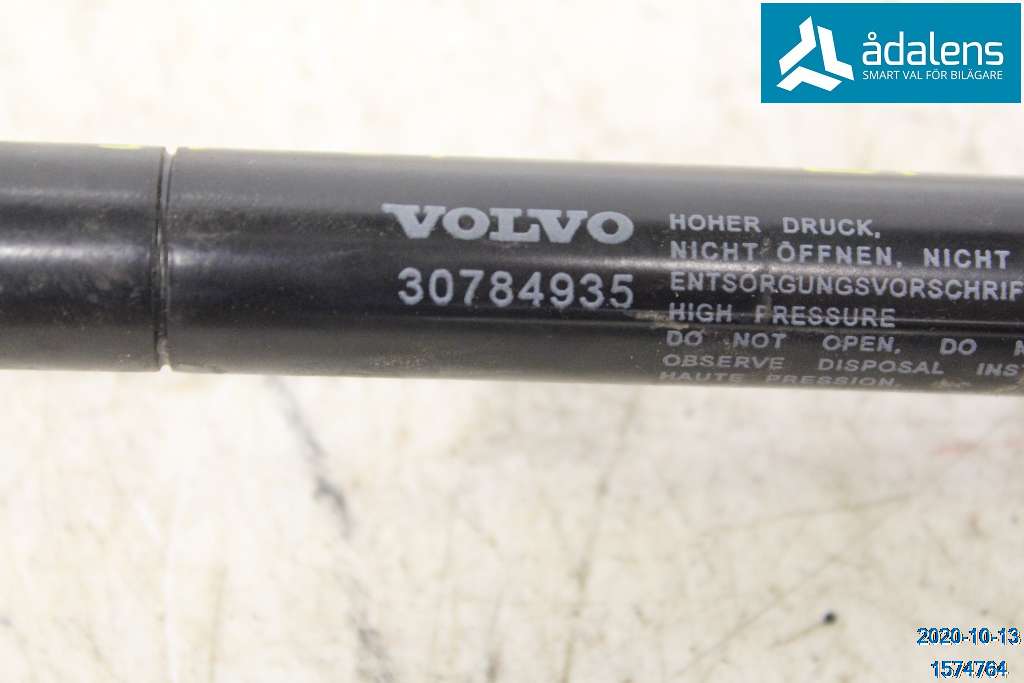 ådalens
SMART VAL FÖR BILÄGARE
VOLVO
30784935
HOHER DRUCK,
NICHT ÖFFNEN, NICHT
ENTSORGUNGSVORSCHRIF
HIGH PRESSURE
DO NOT OPEN, DO
OBSERVE DISPOSAL INST
HAUTE PRESSION,
2020-10-13
1574764